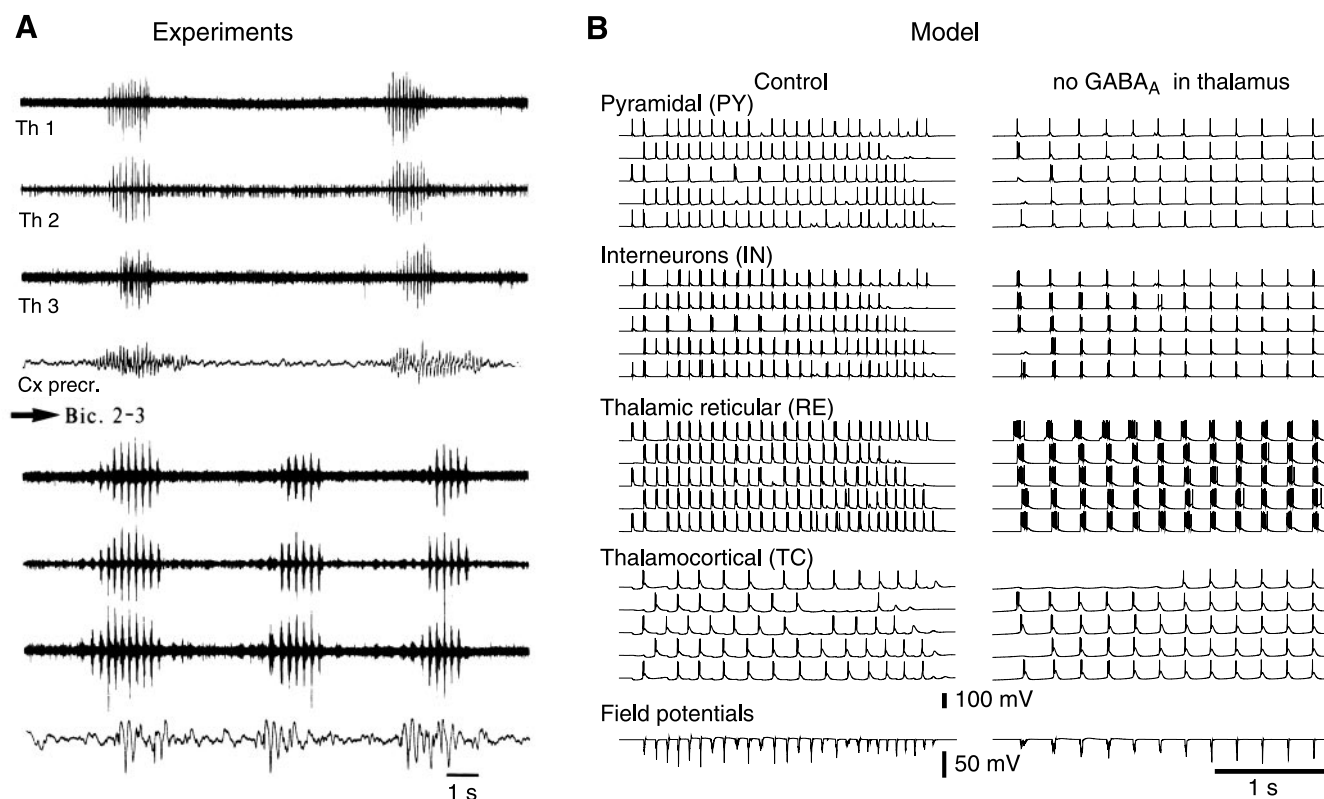 A
Experiments
Th 1
Th 2
Th 3
Cx precr.
Bic. 2-3
1 s
B
Model
Control
no GABAA in thalamus
Pyramidal (PY)
Interneurons (IN)
Thalamic reticular (RE)
Thalamocortical (TC)
100 mV
Field potentials
50 mV
1 s